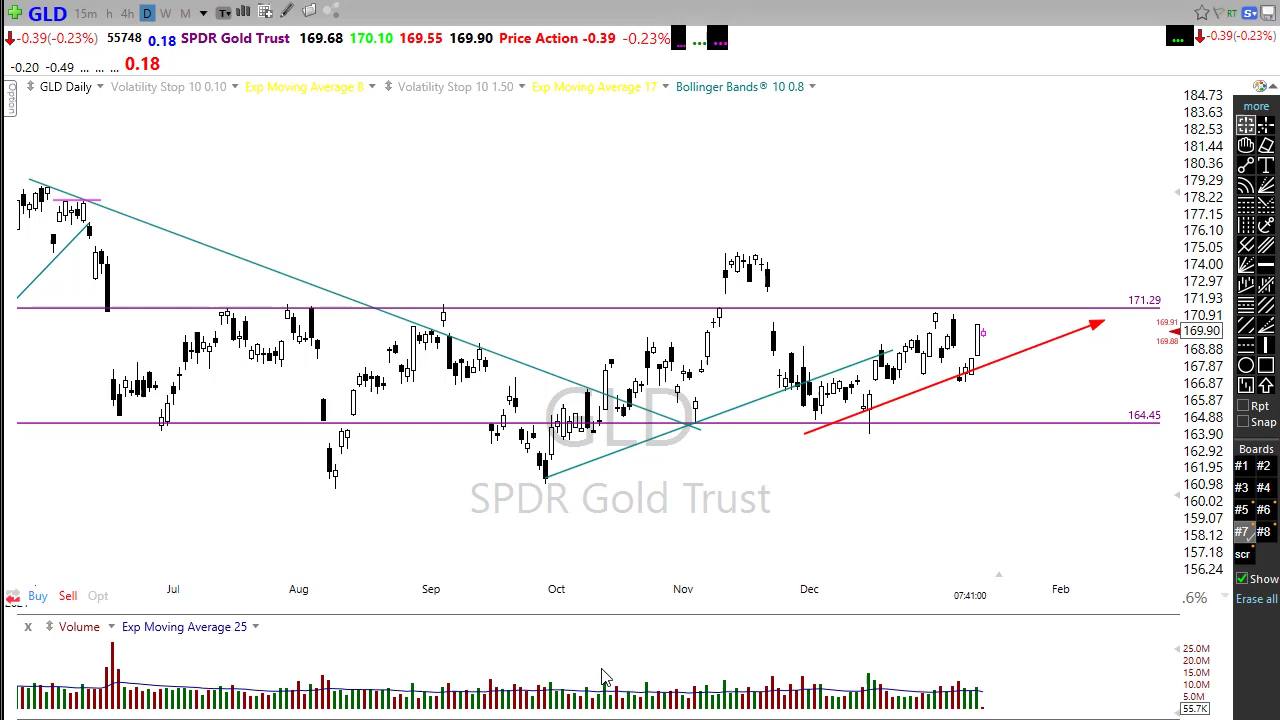 GLD 15m h 4h D W M T RT S
-0.39(-0.23%) 55748 0.18 SPDR Gold Trust 169.68 170.10 169.55 169.90 Price Action -0.39 -0.23% ... ... ... ... -0.39(-0.23%)
-0.20 -0.49 ... ... ... 0.18
Option
GLD Daily Volatility Stop 10 0.10 Exp Moving Average 8 Volatility Stop 10 1.50 Exp Moving Average 17 Bollinger Bands® 10 0.8
184.73
183.63
182.53
181.44
180.36
179.29
178.22
177.15
176.10
175.05
174.00
172.97
171.93
171.29
170.91
169.91
169.90
169.88
168.88
167.87
166.87
165.87
164.88
164.45
163.90
162.92
161.95
160.98
160.02
159.07
158.12
157.18
156.24
GLD
SPDR Gold Trust
Jul Aug Sep Oct Nov Dec 07:41:00 Feb
Buy Sell Opt .6%
X Volume Exp Moving Average 25
25.0M
20.0M
15.0M
10.0M
5.0M
55.7K
more
Rpt
Snap
Boards
#1 #2
#3 #4
#5 #6
#7 #8
scr
Show
Erase all